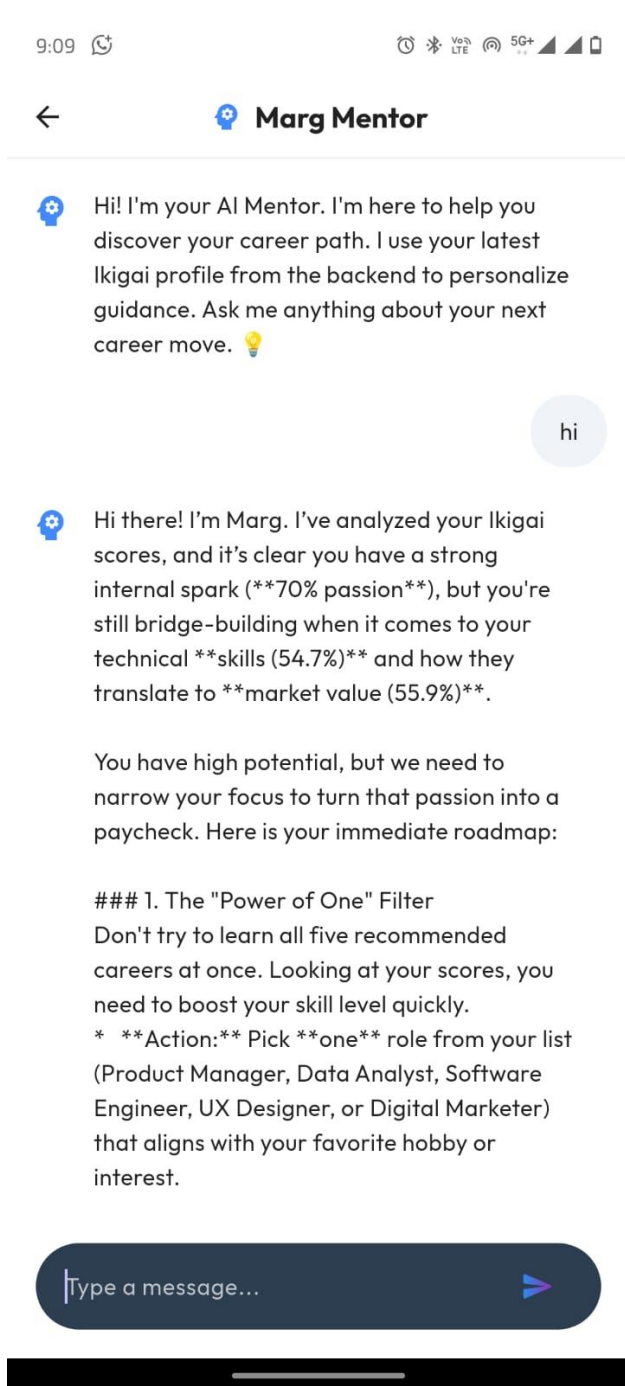 9:09
Vo))
LTE
5G+
Marg Mentor
Hi! I'm your AI Mentor. I'm here to help you
discover your career path. I use your latest
Ikigai profile from the backend to personalize
guidance. Ask me anything about your next
career move. 💡
hi
Hi there! I’m Marg. I’ve analyzed your Ikigai
scores, and it’s clear you have a strong
internal spark (**70% passion**), but you're
still bridge-building when it comes to your
technical **skills (54.7%)** and how they
translate to **market value (55.9%)**.
You have high potential, but we need to
narrow your focus to turn that passion into a
paycheck. Here is your immediate roadmap:
### 1. The "Power of One" Filter
Don't try to learn all five recommended
careers at once. Looking at your scores, you
need to boost your skill level quickly.
*   **Action:** Pick **one** role from your list
(Product Manager, Data Analyst, Software
Engineer, UX Designer, or Digital Marketer)
that aligns with your favorite hobby or
interest.
Type a message...